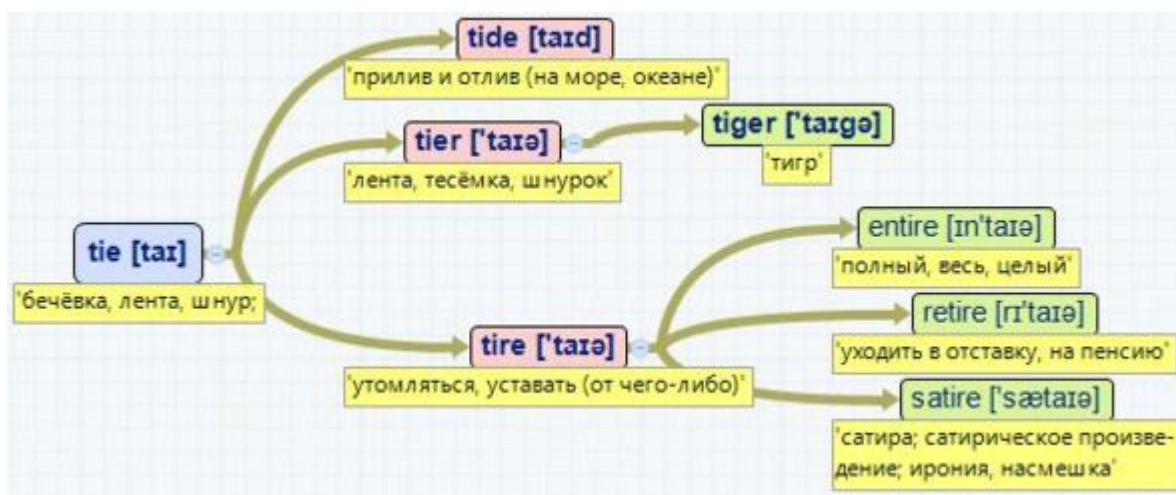 tide [taɪd]
'прилив и отлив (на море, океане)'
tier ['taɪə]
'лента, тесёмка, шнурок'
tiger ['taɪgə]
'тигр'
tie [taɪ]
'бечёвка, лента, шнур;
entire [ɪn'taɪə]
'полный, весь, целый'
retire [rɪ'taɪə]
'уходить в отставку, на пенсию'
tire ['taɪə]
'утомляться, уставать (от чего-либо)'
satire ['sætaɪə]
'сатира; сатирическое произве-
дение; ирония, насмешка'